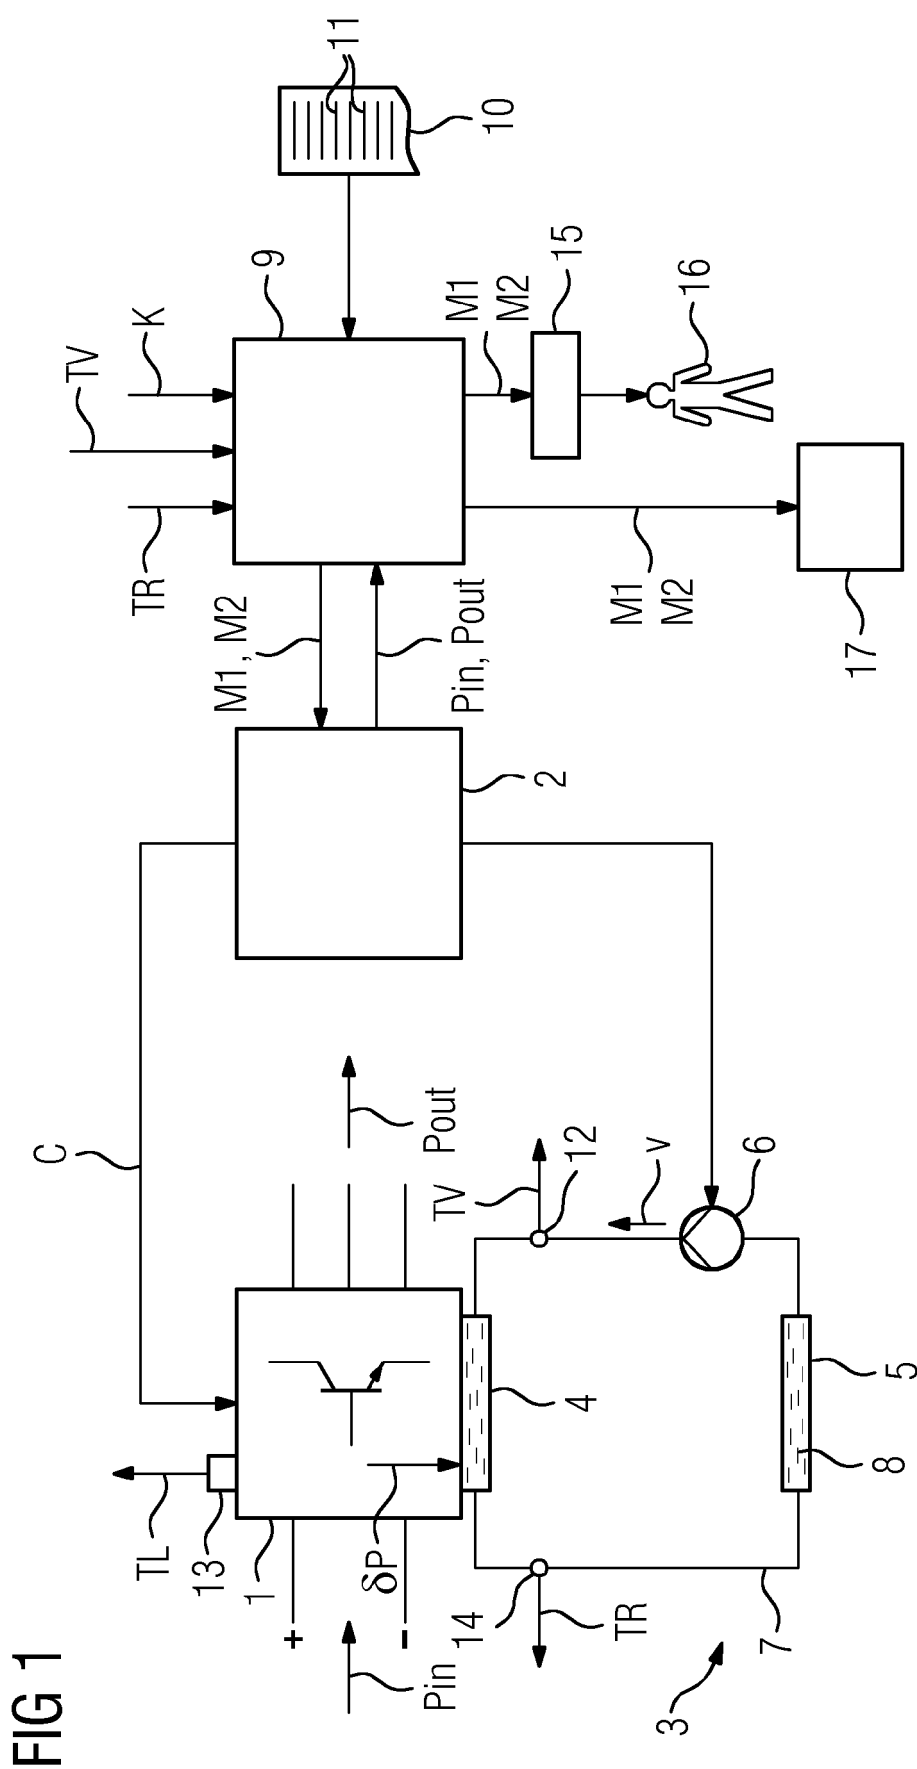 FIG 1
TL
13
1
+
-
Pin
δP
14
TR
3
7
4
8
5
C
Pout
TV
12
v
6
2
M1, M2
Pin, Pout
TR
TV
K
9
M1
M2
15
16
M1
M2
17
11
10